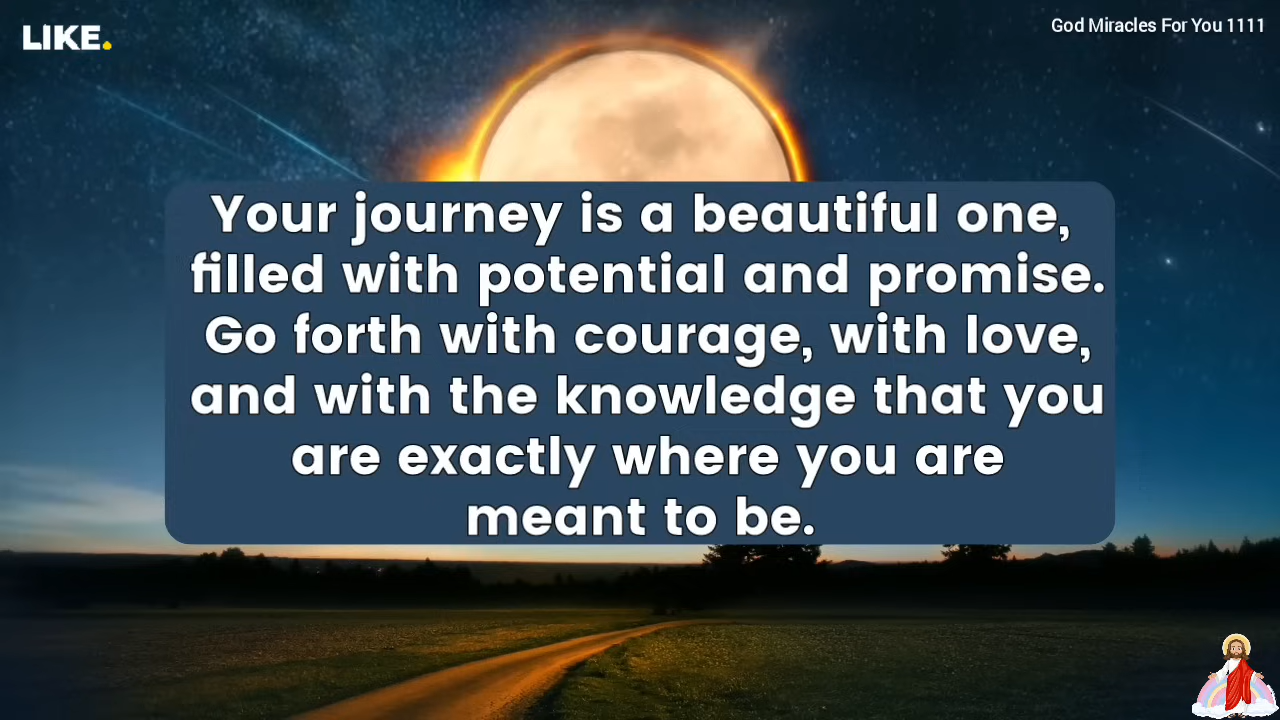 LIKE.
God Miracles For You 1111
Your journey is a beautiful one,
filled with potential and promise.
Go forth with courage, with love,
and with the knowledge that you
are exactly where you are
meant to be.